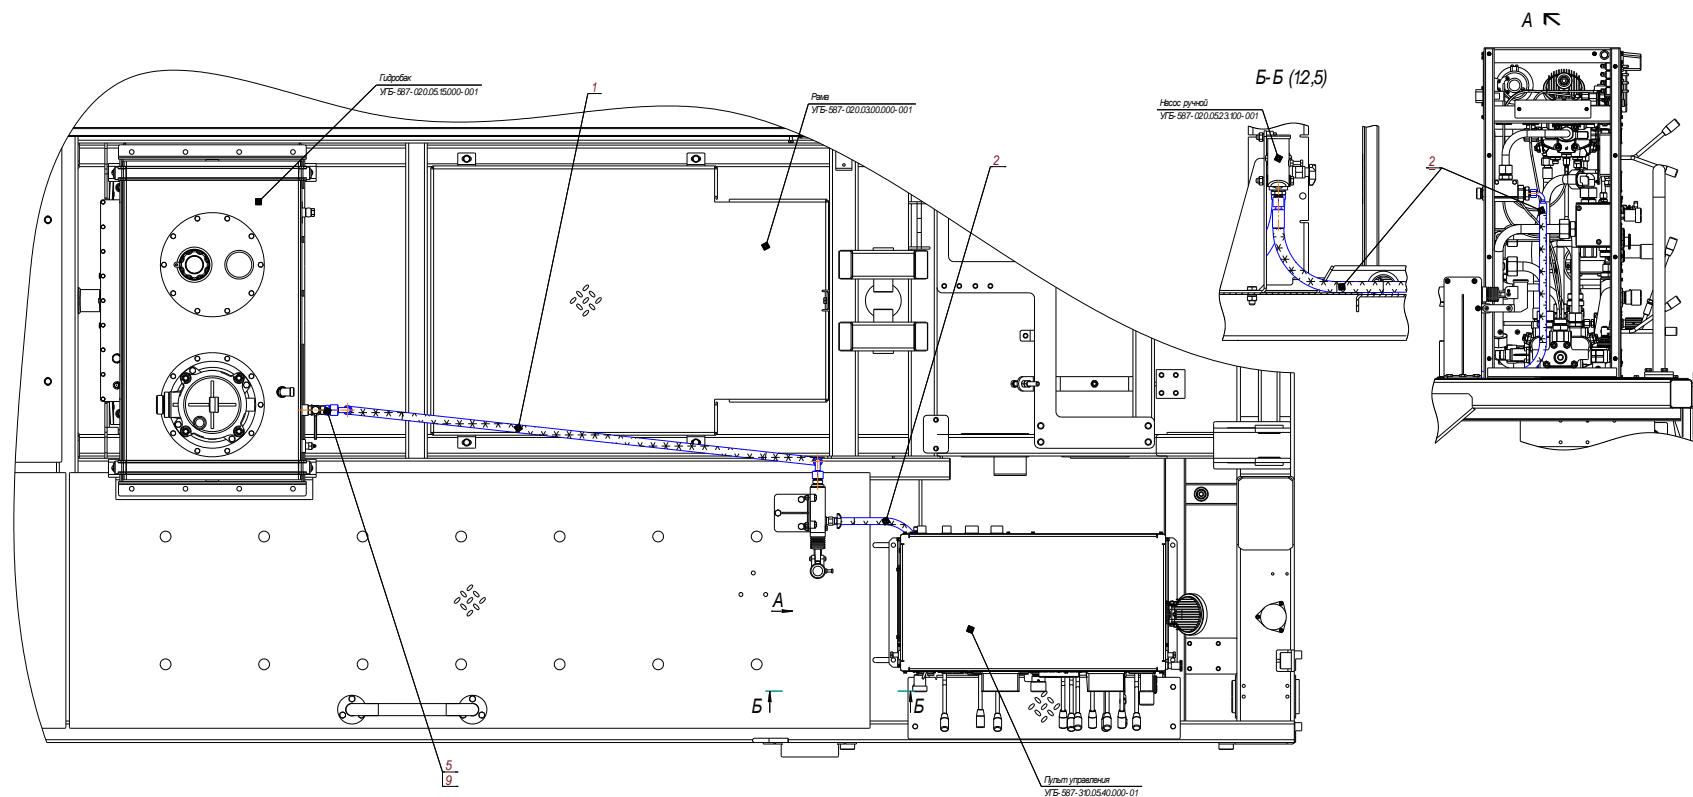 А
Б-Б (1:2,5)
Гидробак
УГБ-587-020.05.15.000-001
1
Рама
УГБ-587-020.03.00.000-001
Насос ручной
УГБ-587-020.05.23.100-001
2
2
А
Б
Б
5
9
Пульт управления
УГБ-587-310.05.40.000-01